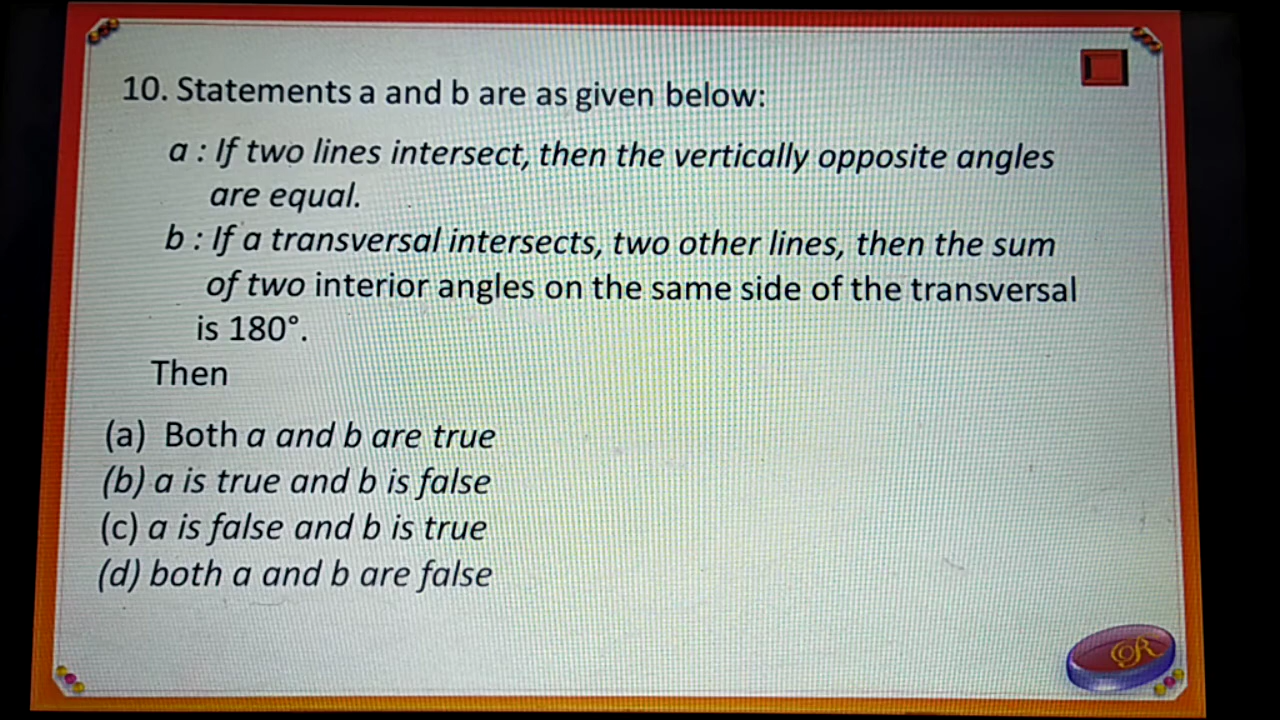 10. Statements a and b are as given below:
a : If two lines intersect, then the vertically opposite angles
are equal.
b : If a transversal intersects, two other lines, then the sum
of two interior angles on the same side of the transversal
is 180°.
Then
(a) Both a and b are true
(b) a is true and b is false
(c) a is false and b is true
(d) both a and b are false